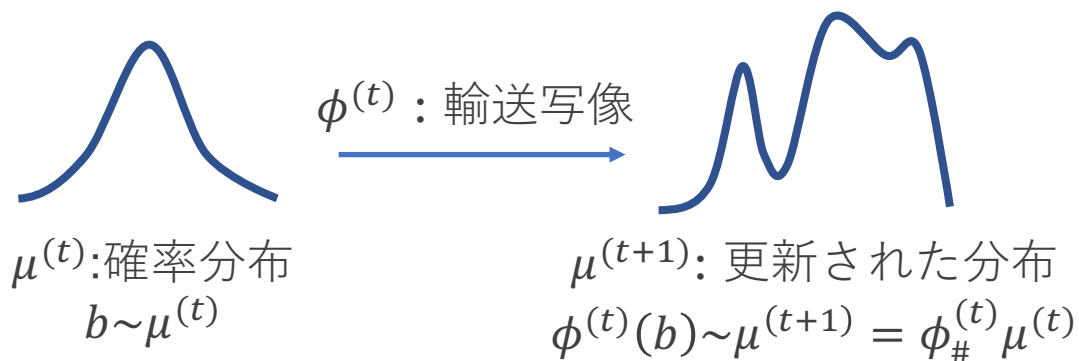 ϕ⁽ᵗ⁾ : 輸送写像
μ⁽ᵗ⁾:確率分布
b~μ⁽ᵗ⁾
μ⁽ᵗ⁺¹⁾: 更新された分布
ϕ⁽ᵗ⁾(b)~μ⁽ᵗ⁺¹⁾ = ϕ_#⁽ᵗ⁾μ⁽ᵗ⁾